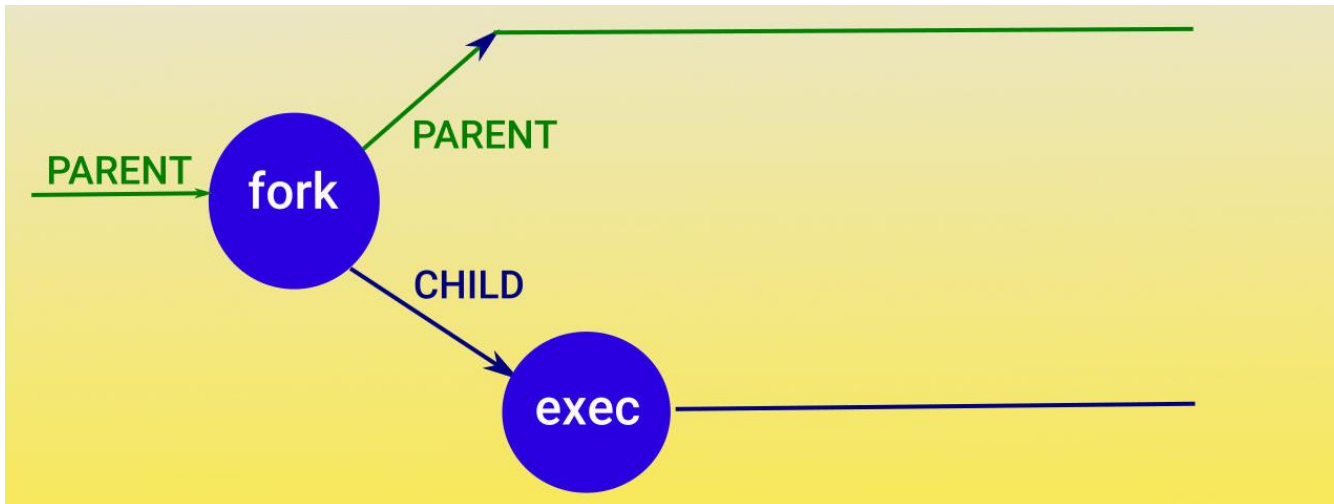 PARENT
fork
PARENT
CHILD
exec